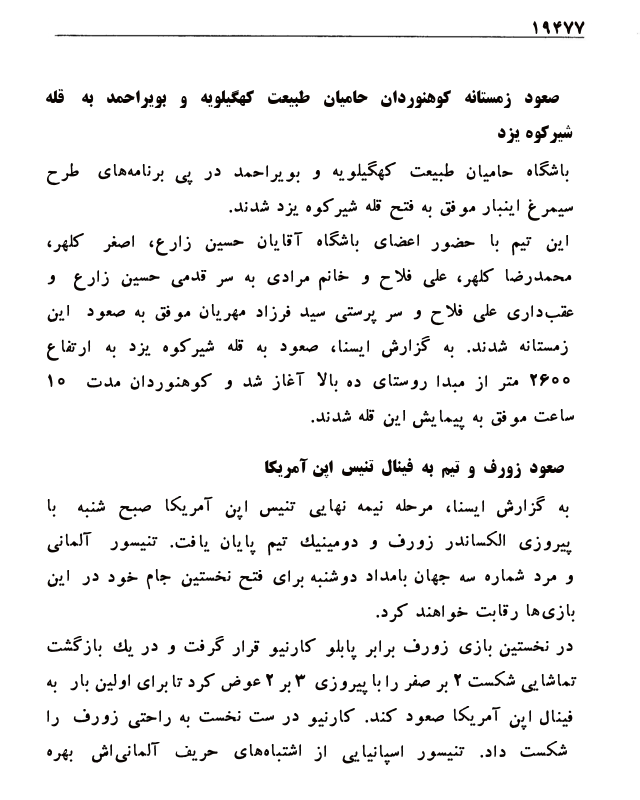 ۱۹۴۷۷
صعود زمستانه کوهنوردان حامیان طبیعت کهگیلویه و بویراحمد به قله
شیرکوه یزد
باشگاه حامیان طبیعت کهگیلویه و بویراحمد در پی برنامه‌های طرح
سیمرغ اینبار موفق به فتح قله شیرکوه یزد شدند.
این تیم با حضور اعضای باشگاه آقایان حسین زارع، اصغر کلهر،
محمدرضا کلهر، علی فلاح و خانم مرادی به سر قدمی حسین زارع و
عقب‌داری علی فلاح و سر پرستی سید فرزاد مهریان موفق به صعود این
زمستانه شدند. به گزارش ایسنا، صعود به قله شیرکوه یزد به ارتفاع
۲۶۰۰ متر از مبدا روستای ده بالا آغاز شد و کوهنوردان مدت ۱۰
ساعت موفق به پیمایش این قله شدند.
صعود زورف و تیم به فینال تنیس اپن آمریکا
به گزارش ایسنا، مرحله نیمه نهایی تنیس اپن آمریکا صبح شنبه با
پیروزی الکساندر زورف و دومینیك تیم پایان یافت. تنیسور آلمانی
و مرد شماره سه جهان بامداد دوشنبه برای فتح نخستین جام خود در این
بازی‌ها رقابت خواهند کرد.
در نخستین بازی زورف برابر پابلو کارنیو قرار گرفت و در یك بازگشت
تماشایی شکست ۲ بر صفر را با پیروزی ۳ بر ۲ عوض کرد تا برای اولین بار به
فینال اپن آمریکا صعود کند. کارنیو در ست نخست به راحتی زورف را
شکست داد. تنیسور اسپانیایی از اشتباه‌های حریف آلمانی‌اش بهره